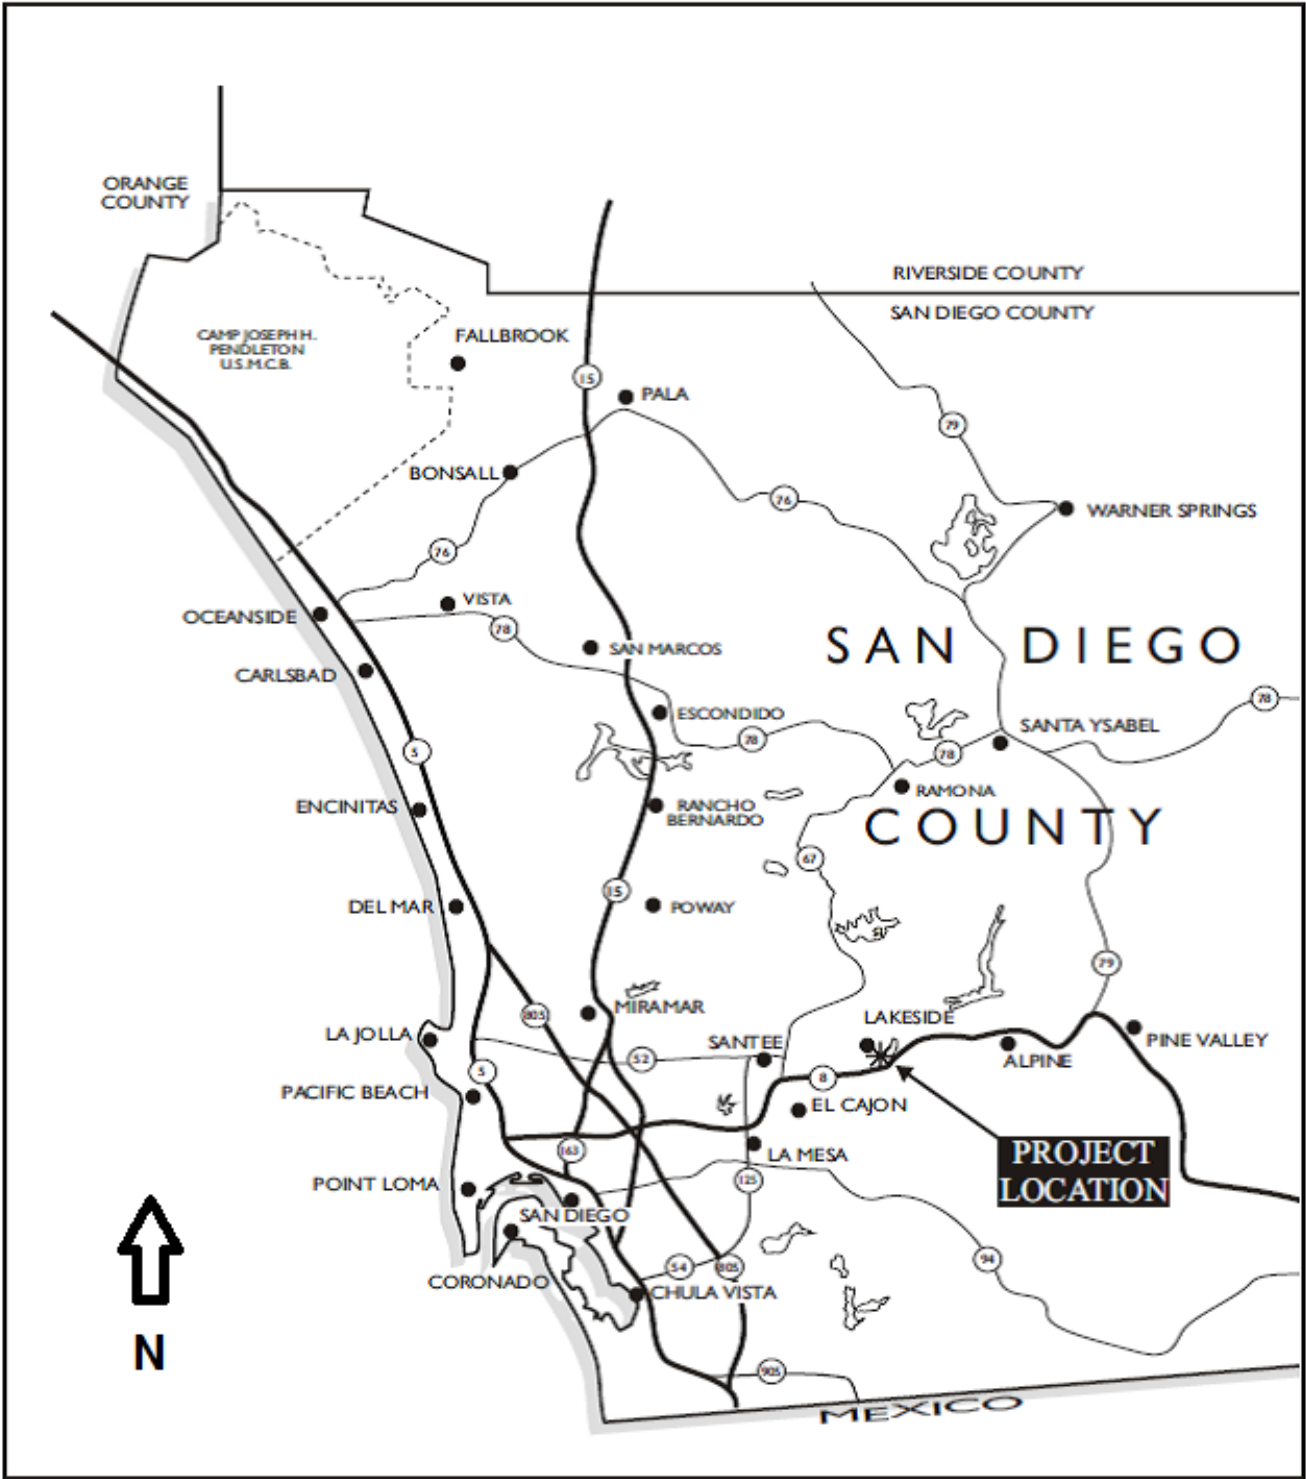 ORANGE
COUNTY
RIVERSIDE COUNTY
SAN DIEGO COUNTY
CAMP JOSEPH H.
PENDLETON
U.S.M.C.B.
FALLBROOK
15
PALA
79
BONSALL
76
WARNER SPRINGS
76
VISTA
OCEANSIDE
78
SAN MARCOS
SAN DIEGO
CARLSBAD
78
ESCONDIDO
SANTA YSABEL
78
5
78
RAMONA
ENCINITAS
RANCHO
BERNARDO
COUNTY
67
15
DEL MAR
POWAY
79
MIRAMAR
805
LAKESIDE
LA JOLLA
SANTEE
PINE VALLEY
52
ALPINE
5
8
PACIFIC BEACH
EL CAJON
163
LA MESA
PROJECT
LOCATION
125
POINT LOMA
SAN DIEGO
94
54
805
CORONADO
CHULA VISTA
N
905
MEXICO